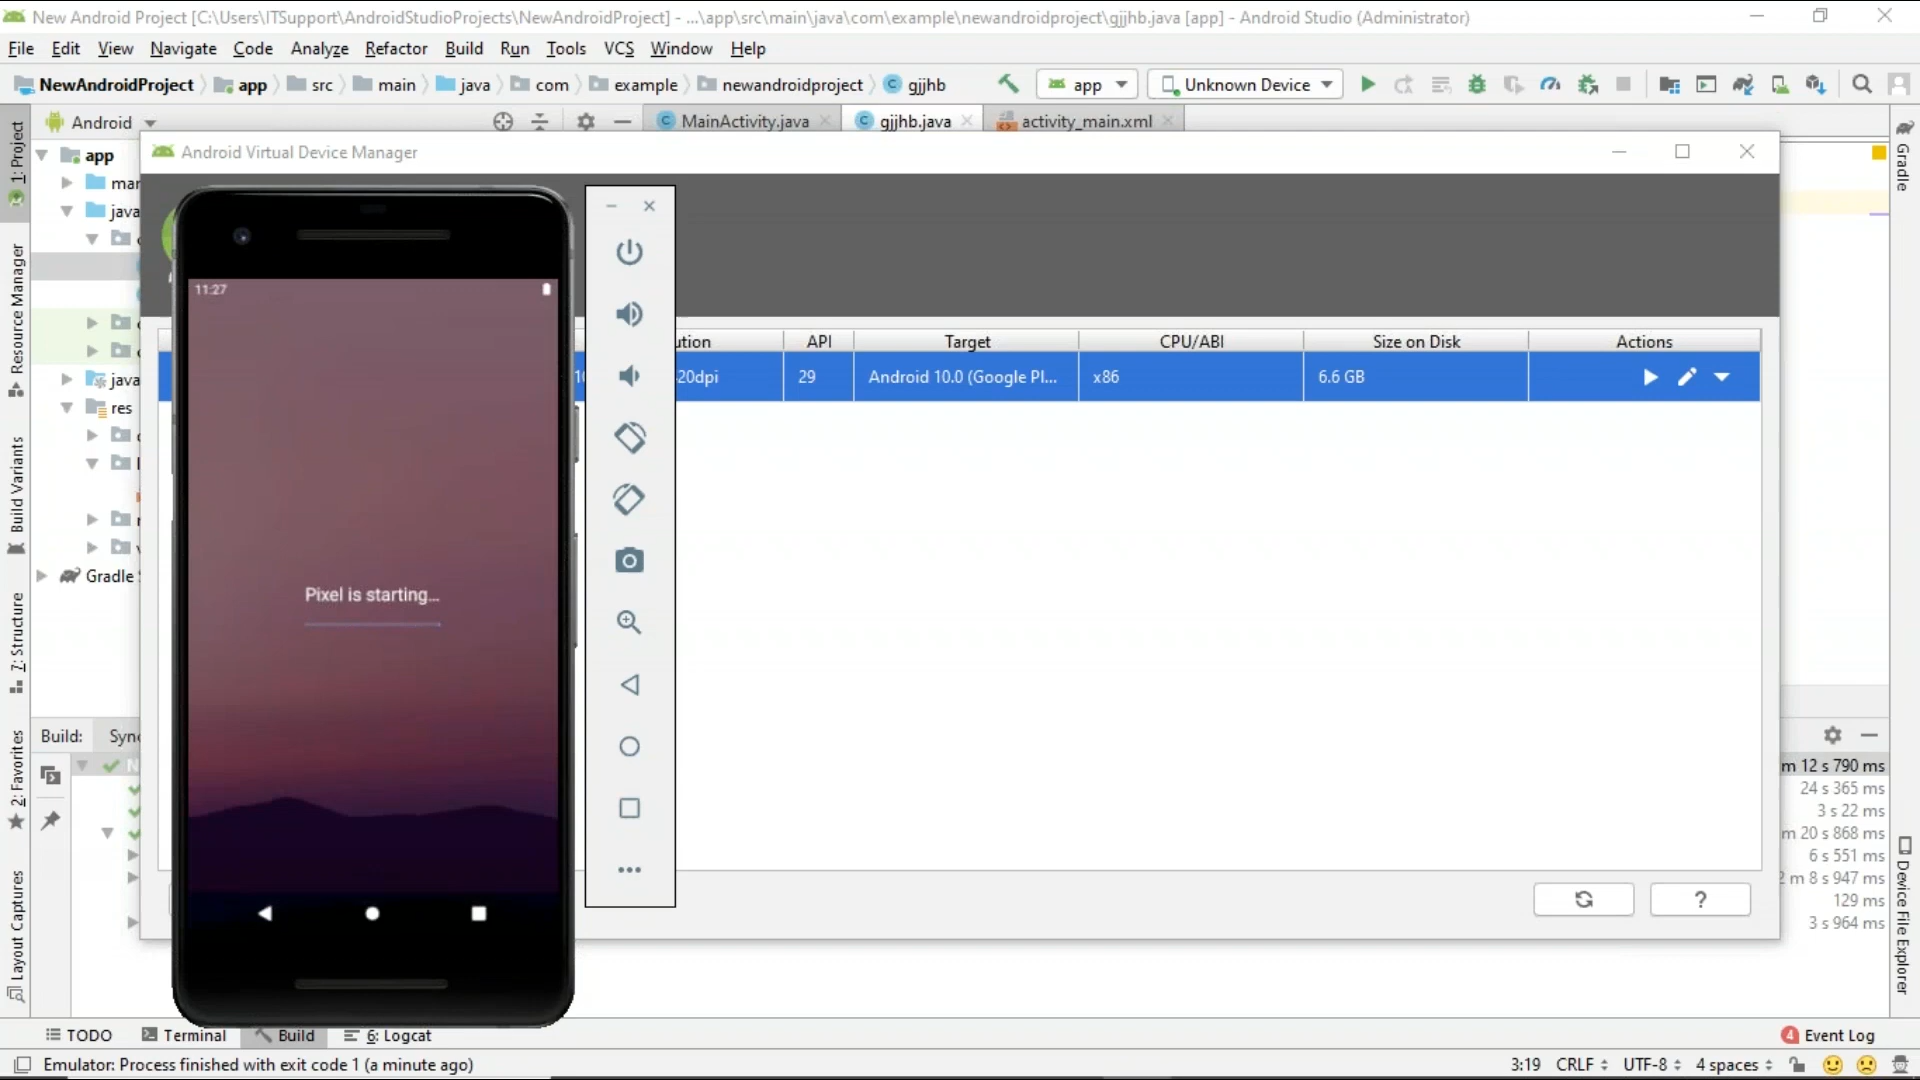 New Android Project [C:\Users\ITSupport\AndroidStudioProjects\NewAndroidProject] - ...\app\src\main\java\com\example\newandroidproject\gjjhb.java [app] - Android Studio (Administrator)
File Edit View Navigate Code Analyze Refactor Build Run Tools VCS Window Help
NewAndroidProject app src main java com example newandroidproject gjjhb app Unknown Device
Android MainActivity.java gjjhb.java activity_main.xml
1: Project
Resource Manager
Build Variants
7: Structure
2: Favorites
Layout Captures
Gradle
Device File Explorer
app
mar
java
java
res
Gradle
Android Virtual Device Manager
ution API Target CPU/ABI Size on Disk Actions
20dpi 29 Android 10.0 (Google Pl... x86 6.6 GB
11:27
Pixel is starting...
?
Build: Syn
m 12 s 790 ms
24 s 365 ms
3 s 22 ms
m 20 s 868 ms
6 s 551 ms
2 m 8 s 947 ms
129 ms
3 s 964 ms
TODO Terminal Build 6: Logcat 4 Event Log
Emulator: Process finished with exit code 1 (a minute ago) 3:19 CRLF UTF-8 4 spaces